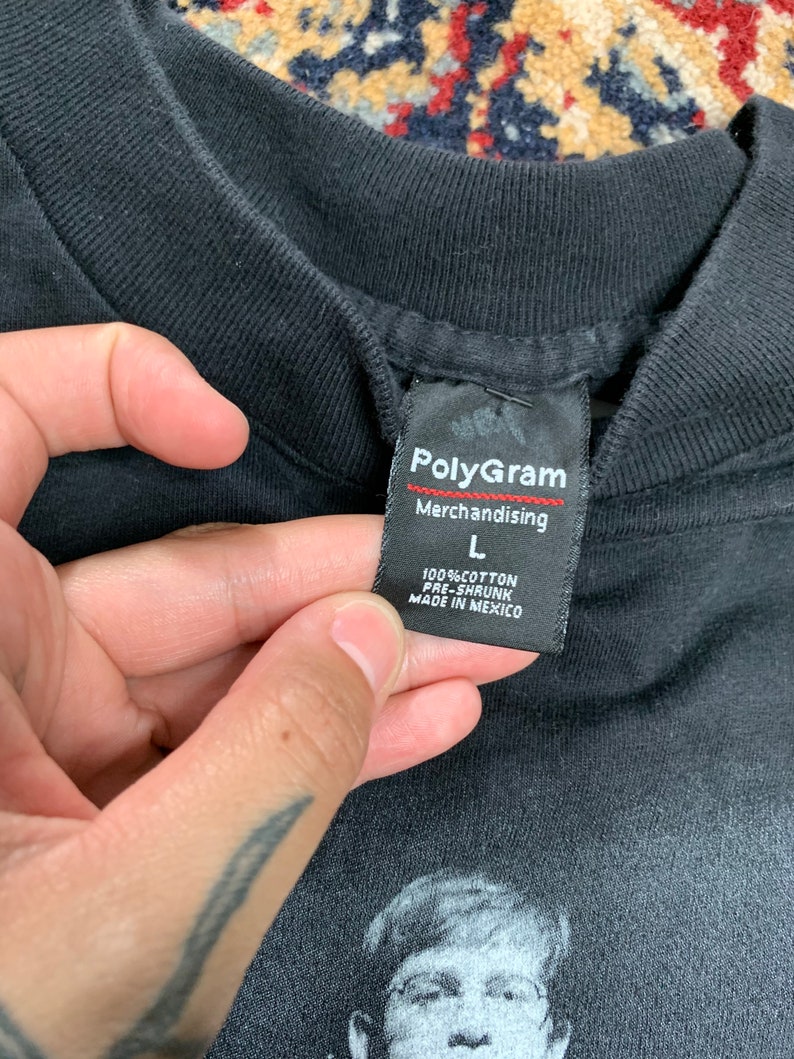 PolyGram
Merchandising
L
100%COTTON
PRE-SHRUNK
MADE IN MEXICO